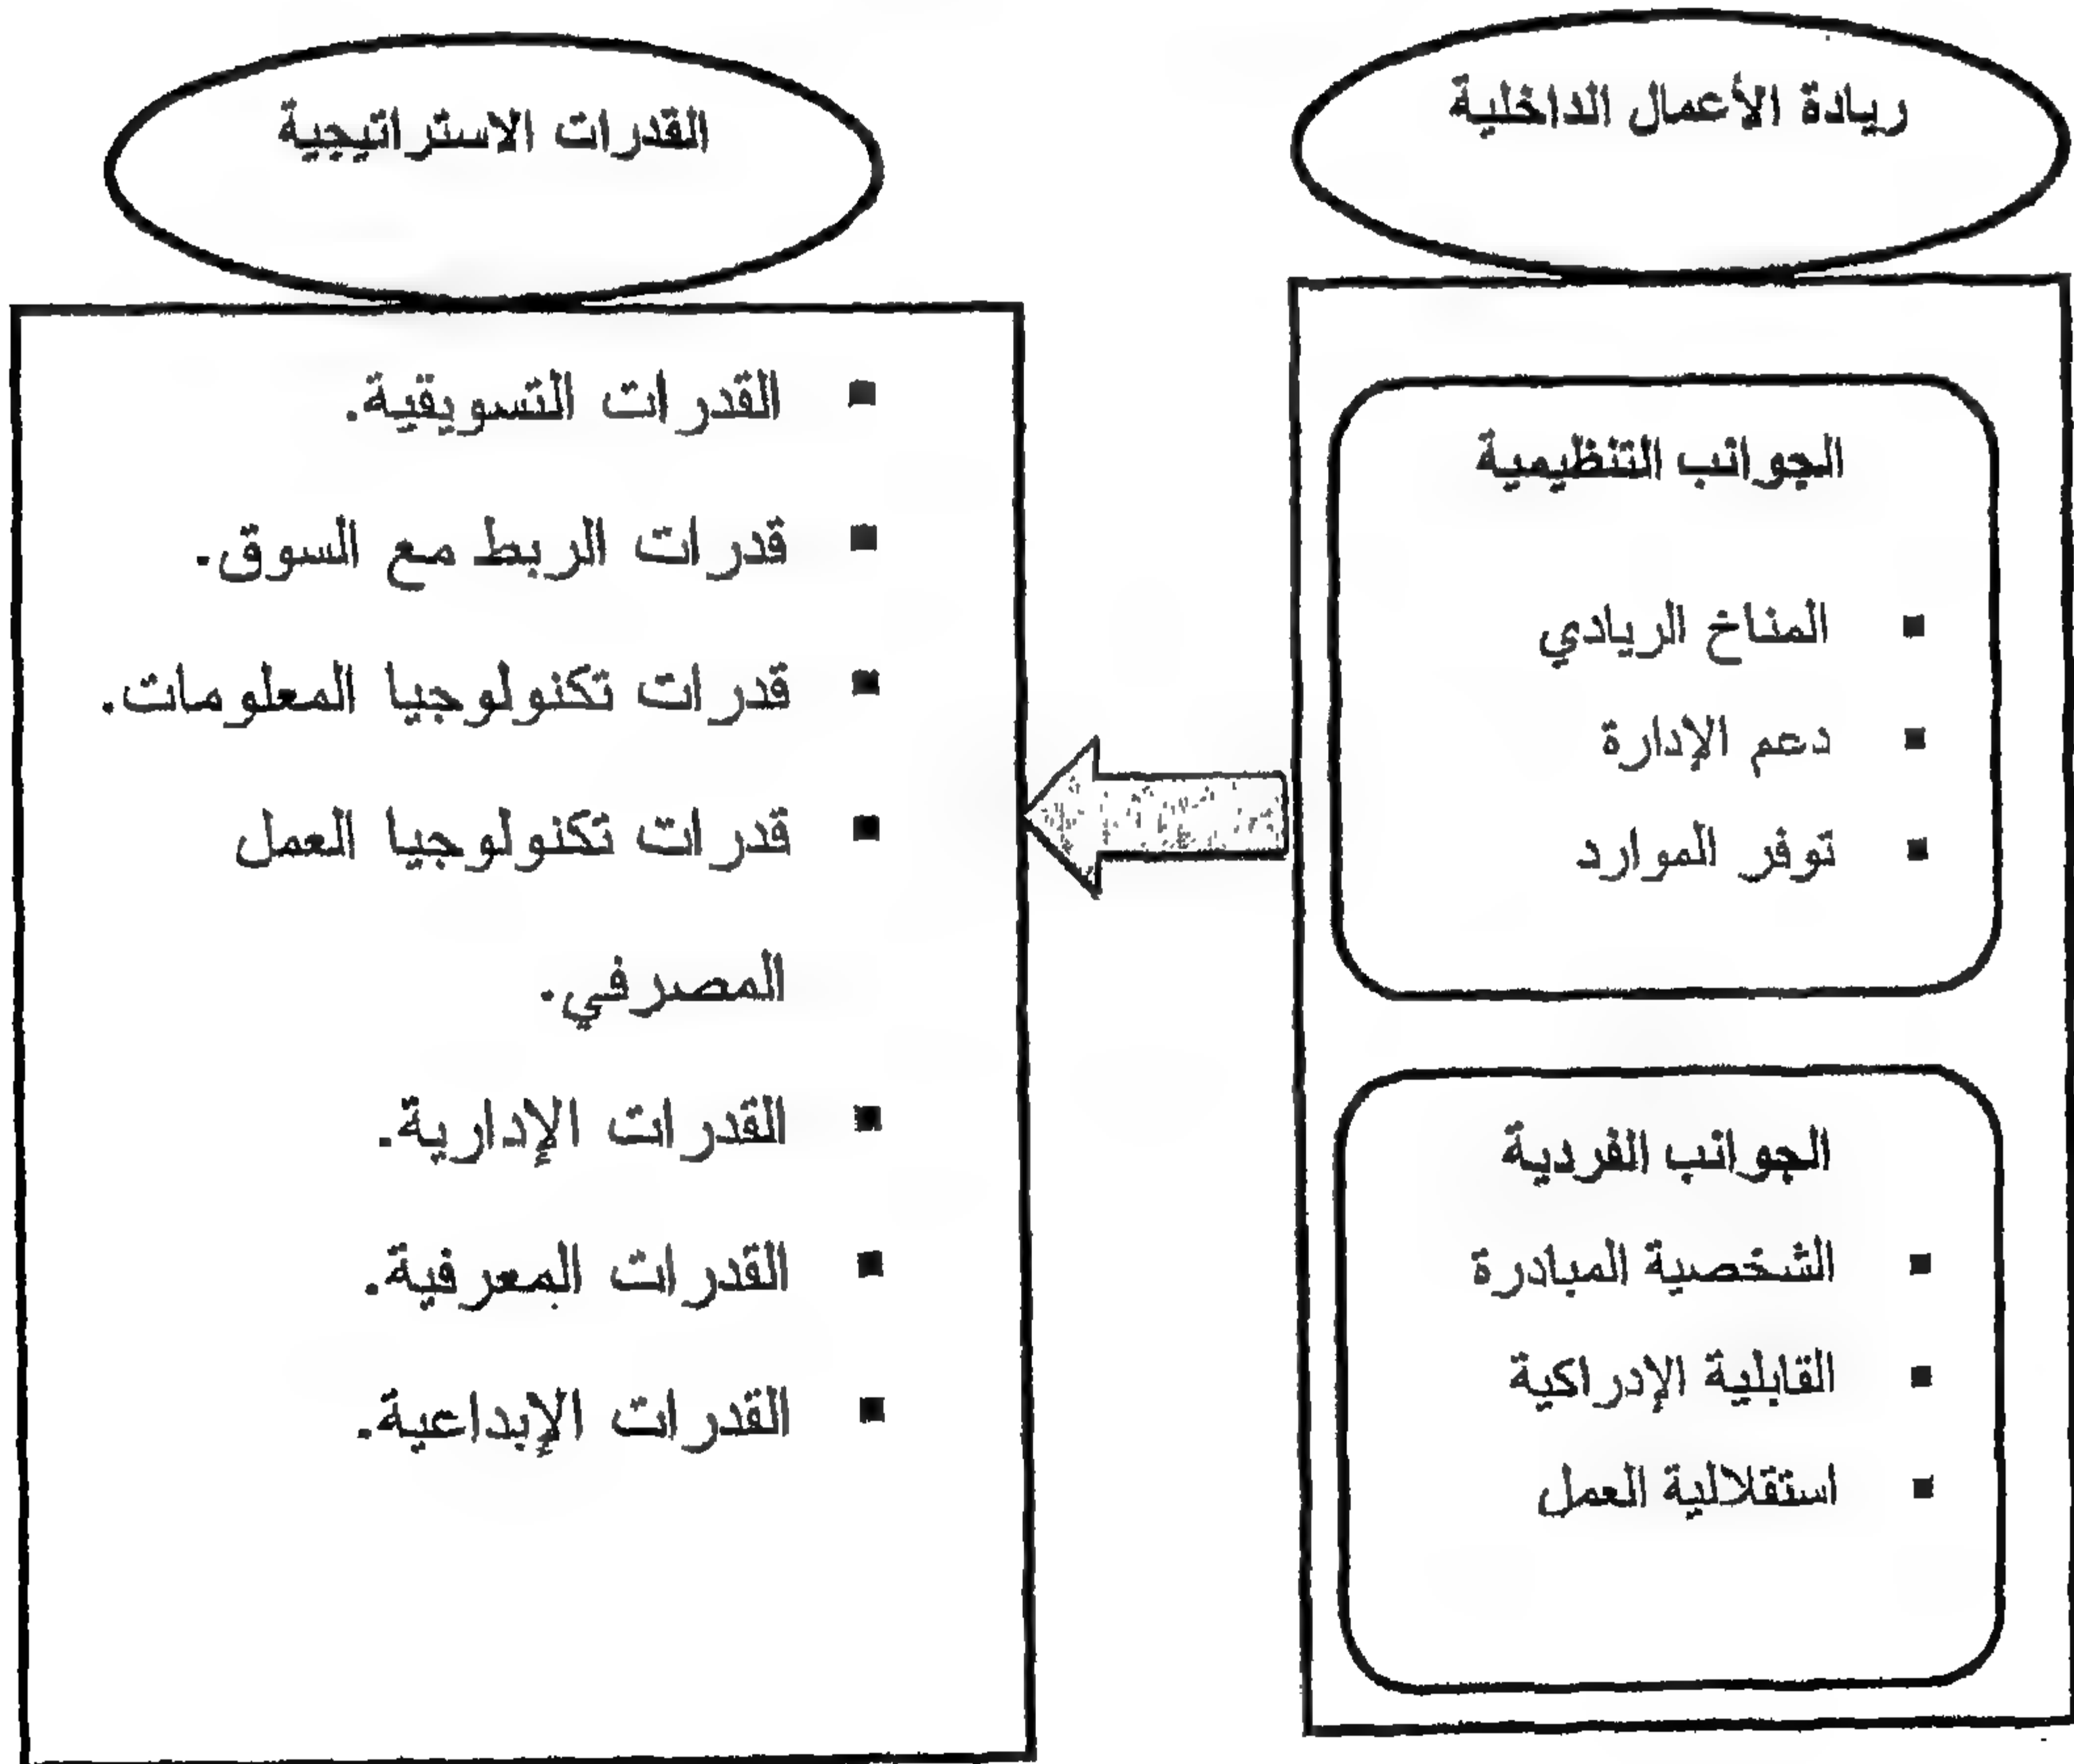 ريادة الأعمال الداخلية
الجوانب التنظيمية
▪ المناخ الريادي
▪ دعم الإدارة
▪ توفر الموارد
الجوانب الفردية
▪ الشخصية المبادرة
▪ القابلية الإدراكية
▪ استقلالية العمل
القدرات الاستراتيجية
▪ القدرات التسويقية.
▪ قدرات الربط مع السوق.
▪ قدرات تكنولوجيا المعلومات.
▪ قدرات تكنولوجيا العمل
المصرفي.
▪ القدرات الإدارية.
▪ القدرات المعرفية.
▪ القدرات الإبداعية.